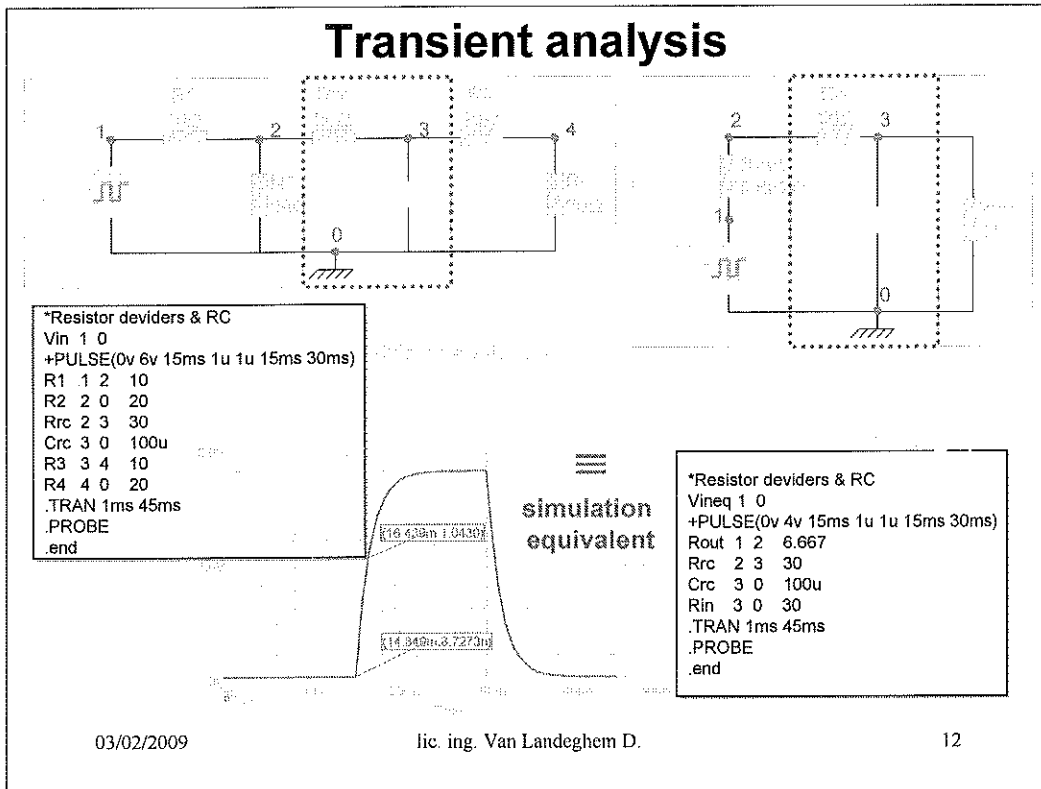 Transient analysis
1
2
3
4
0
2
3
1
0
*Resistor deviders & RC
Vin 1 0
+PULSE(0v 6v 15ms 1u 1u 15ms 30ms)
R1 1 2 10
R2 2 0 20
Rrc 2 3 30
Crc 3 0 100u
R3 3 4 10
R4 4 0 20
.TRAN 1ms 45ms
.PROBE
.end
≡
simulation
equivalent
*Resistor deviders & RC
Vineq 1 0
+PULSE(0v 4v 15ms 1u 1u 15ms 30ms)
Rout 1 2 6.667
Rrc 2 3 30
Crc 3 0 100u
Rin 3 0 30
.TRAN 1ms 45ms
.PROBE
.end
03/02/2009
lic. ing. Van Landeghem D.
12